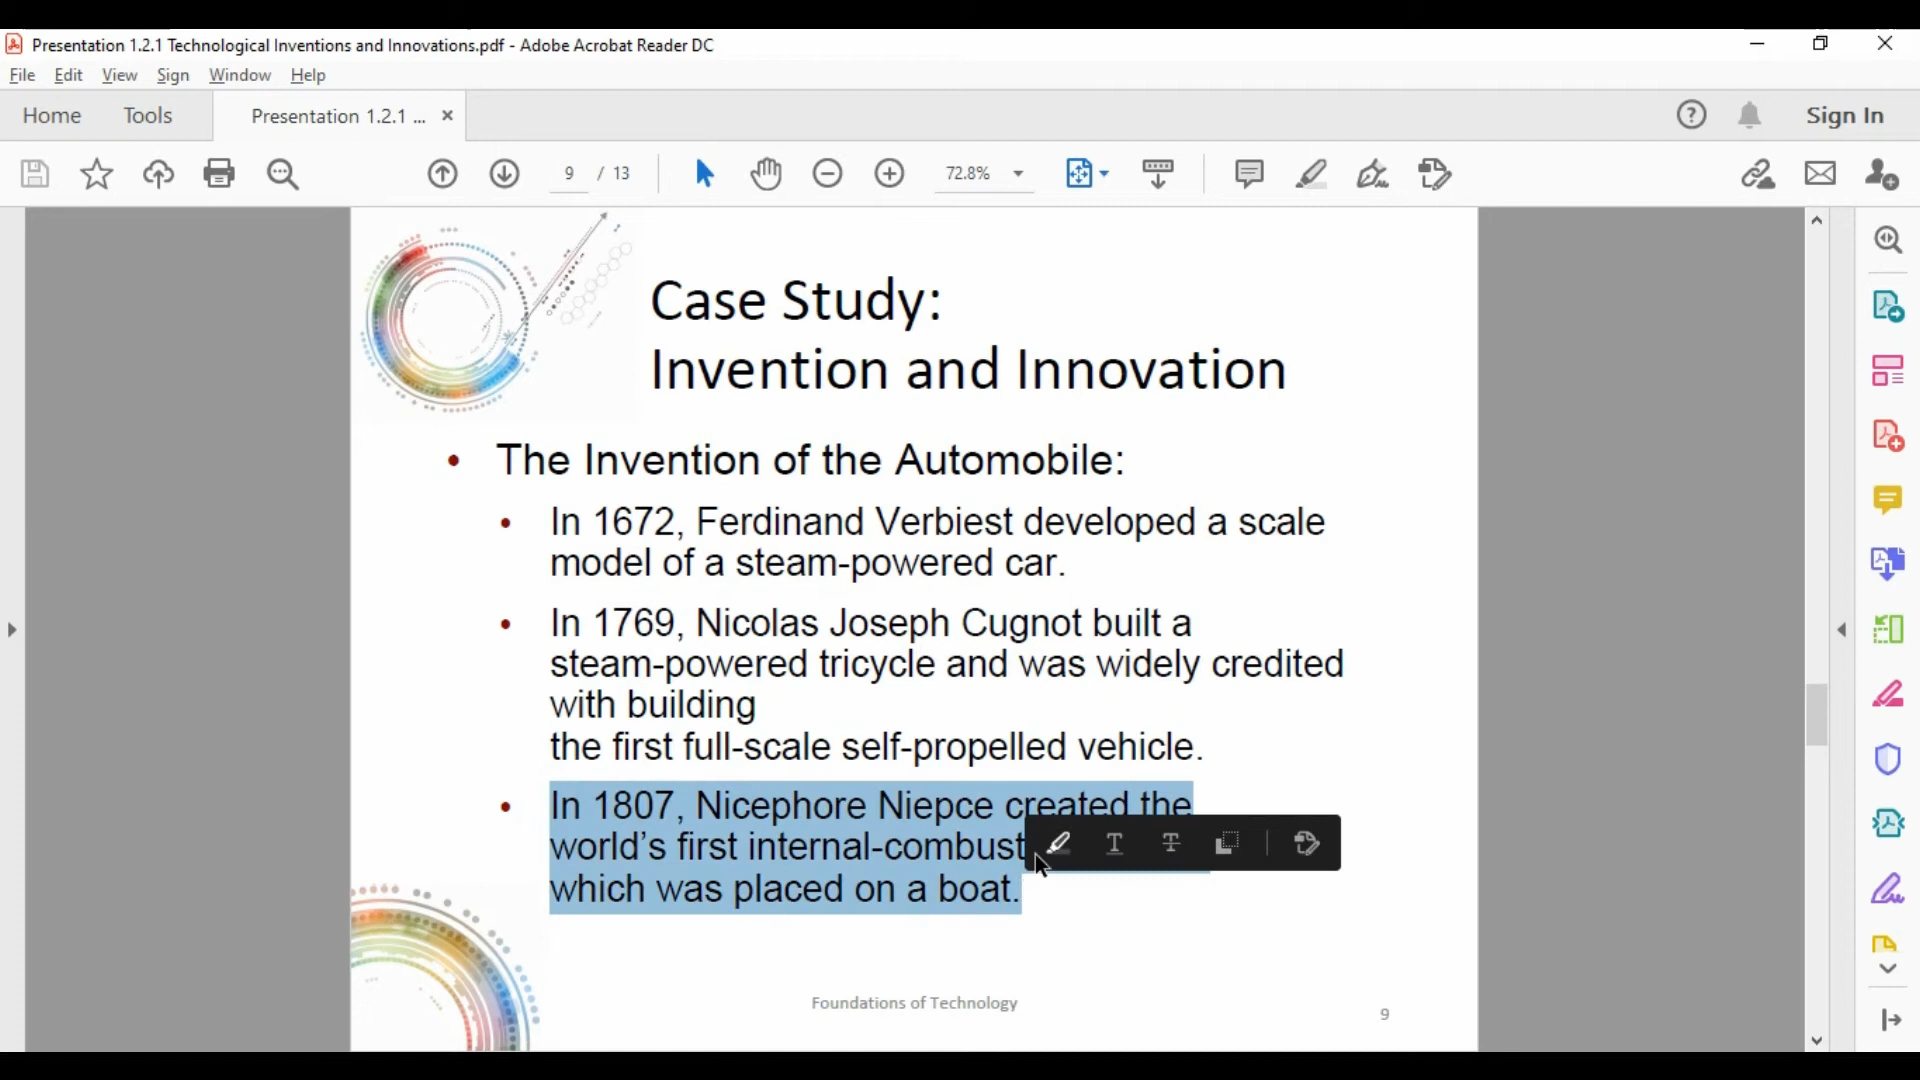 Presentation 1.2.1 Technological Inventions and Innovations.pdf - Adobe Acrobat Reader DC
File Edit View Sign Window Help
Home Tools Presentation 1.2.1 ... × Sign In
9 / 13 72.8%
Case Study:
Invention and Innovation
• The Invention of the Automobile:
• In 1672, Ferdinand Verbiest developed a scale
model of a steam-powered car.
• In 1769, Nicolas Joseph Cugnot built a
steam-powered tricycle and was widely credited
with building
the first full-scale self-propelled vehicle.
• In 1807, Nicephore Niepce created the
world’s first internal-combust
which was placed on a boat.
Foundations of Technology
9